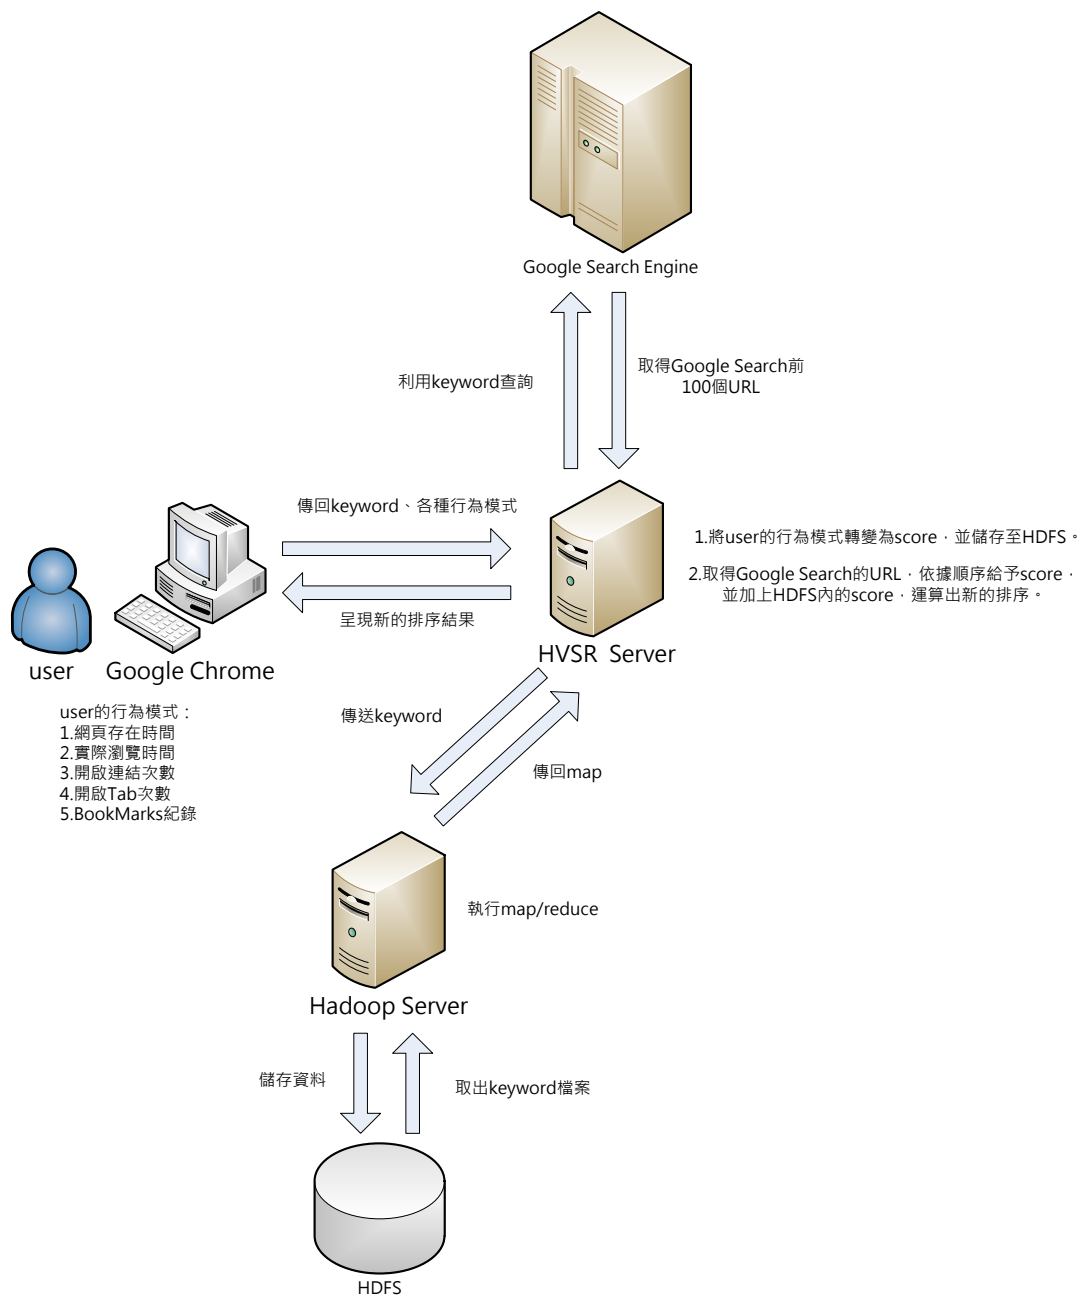 Google Search Engine
利用keyword查詢
取得Google Search前
100個URL
傳回keyword、各種行為模式
呈現新的排序結果
1.將user的行為模式轉變為score，並儲存至HDFS。
2.取得Google Search的URL，依據順序給予score，
並加上HDFS內的score，運算出新的排序。
HVSR Server
user
Google Chrome
user的行為模式：
1.網頁存在時間
2.實際瀏覽時間
3.開啟連結次數
4.開啟Tab次數
5.BookMarks紀錄
傳送keyword
傳回map
執行map/reduce
Hadoop Server
儲存資料
取出keyword檔案
HDFS